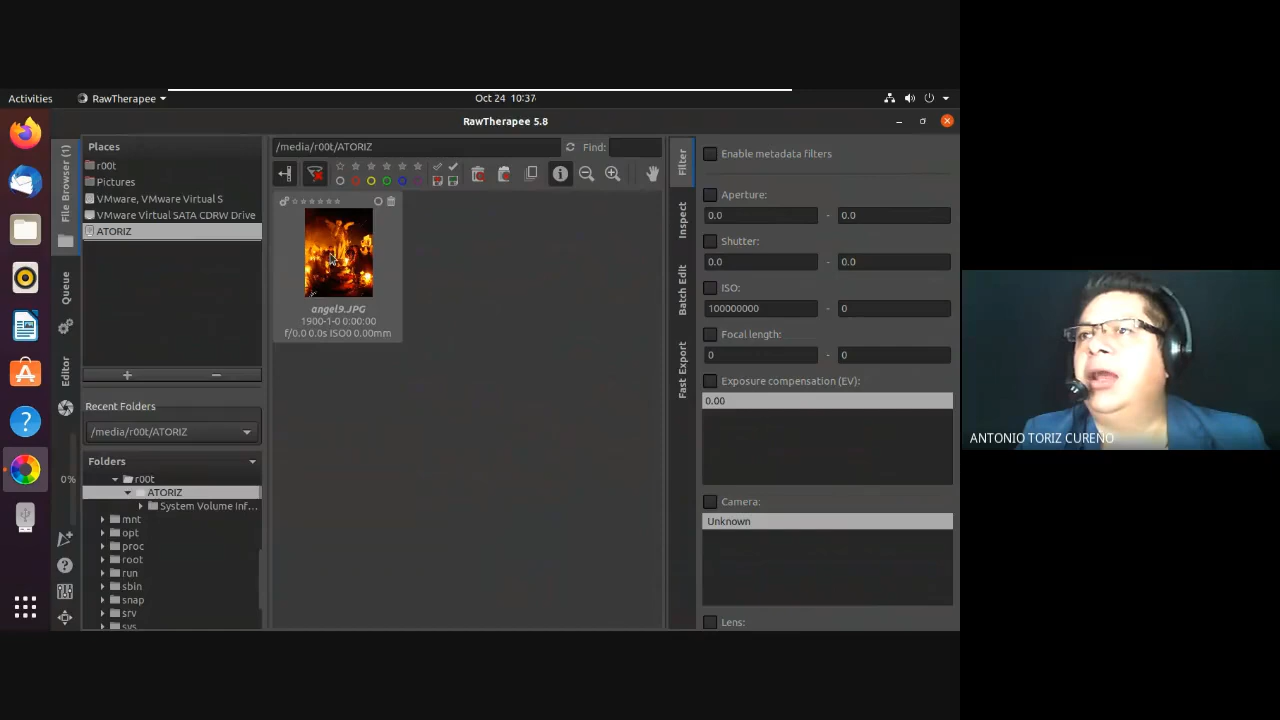 Activities
RawTherapee
Oct 24 10:37
RawTherapee 5.8
File Browser (1)
Queue
Editor
0%
Places
r00t
Pictures
VMware, VMware Virtual S
VMware Virtual SATA CDRW Drive
ATORIZ
Recent Folders
/media/r00t/ATORIZ
Folders
r00t
ATORIZ
System Volume Inf...
mnt
opt
proc
root
run
sbin
snap
srv
sys
/media/r00t/ATORIZ
Find:
angel9.JPG
1900-1-0 0:00:00
f/0.0 0.0s ISO0 0.00mm
Filter
Inspect
Batch Edit
Fast Export
Enable metadata filters
Aperture:
0.0 - 0.0
Shutter:
0.0 - 0.0
ISO:
100000000 - 0
Focal length:
0 - 0
Exposure compensation (EV):
0.00
Camera:
Unknown
Lens:
ANTONIO TORIZ CUREÑO